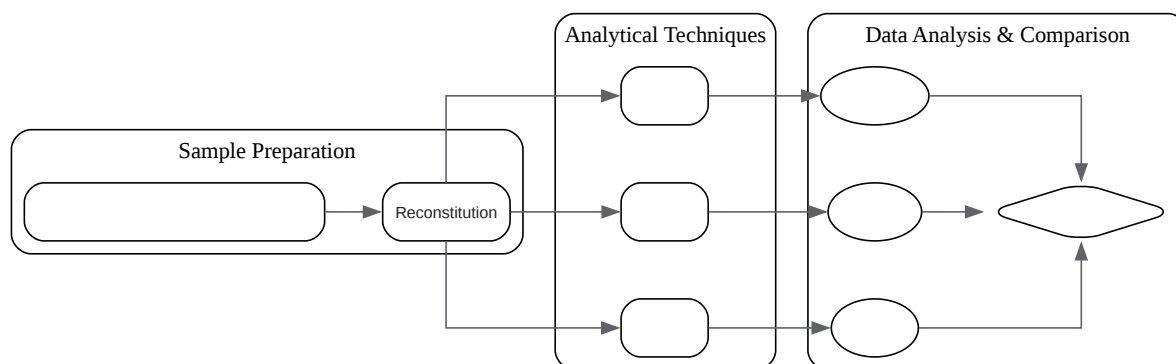 Analytical Techniques
Data Analysis & Comparison
Sample Preparation
Reconstitution